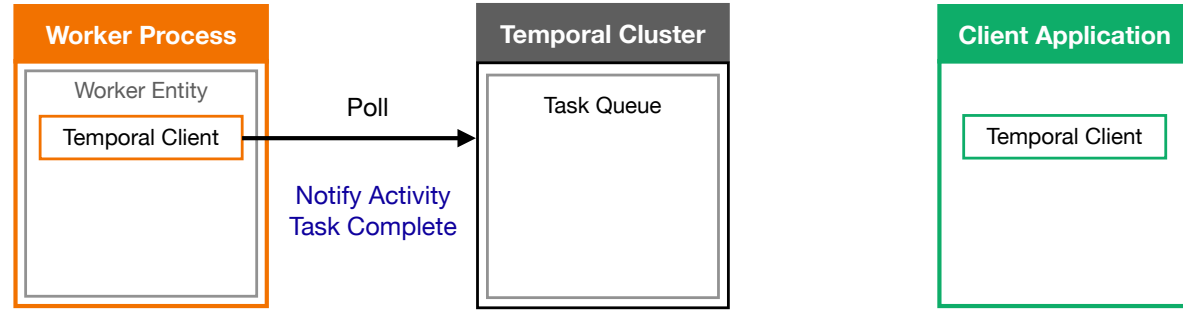 Worker Process
Worker Entity
Temporal Client
Poll
Notify Activity
Task Complete
Temporal Cluster
Task Queue
Client Application
Temporal Client